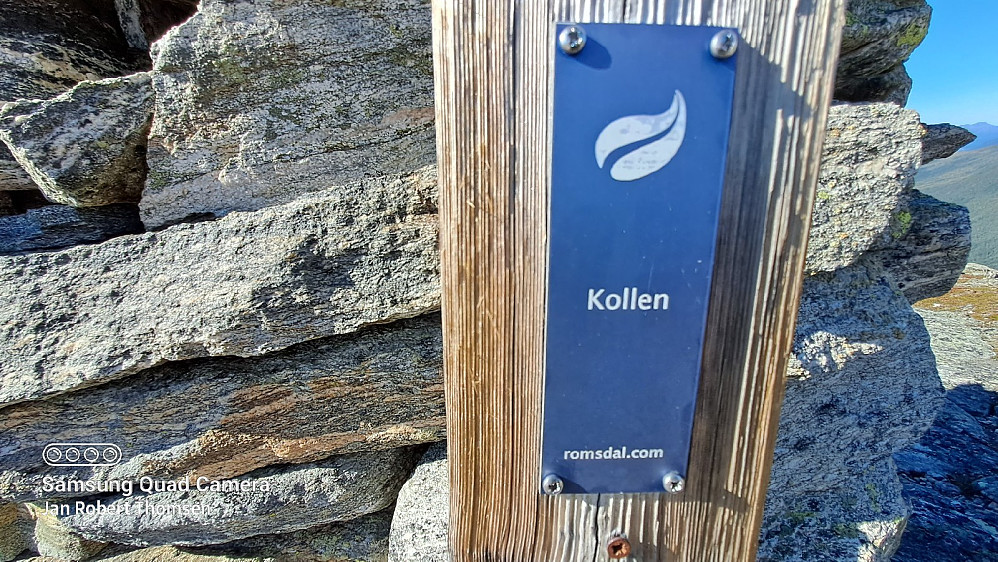 Kollen
romsdal.com
Samsung Quad Camera
Jan Robert Thomsen